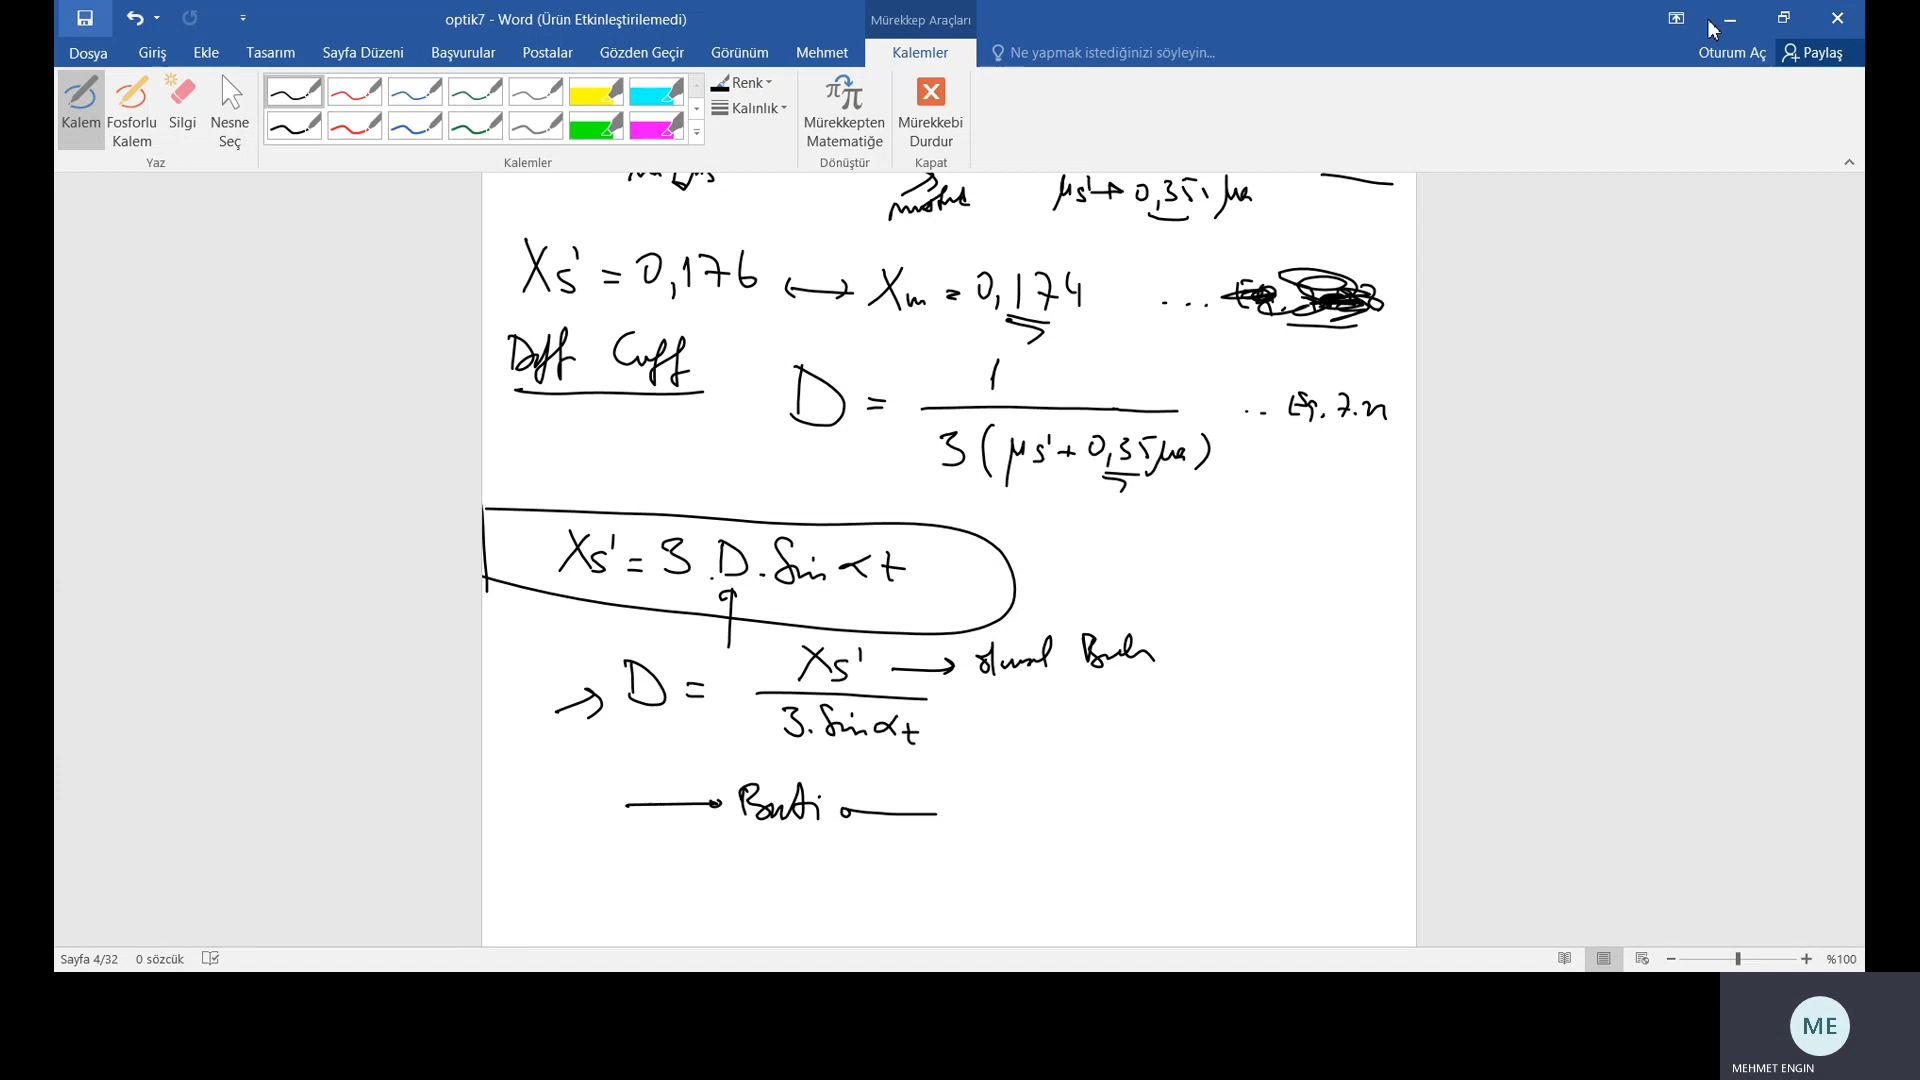 optik7 - Word (Ürün Etkinleştirilemedi)
Mürekkep Araçları
Dosya Giriş Ekle Tasarım Sayfa Düzeni Başvurular Postalar Gözden Geçir Görünüm Mehmet Kalemler Ne yapmak istediğinizi söyleyin... Oturum Aç Paylaş
Kalem Fosforlu Kalem Silgi Nesne Seç Renk Kalınlık Mürekkepten Matematiğe Mürekkebi Durdur
Yaz Kalemler Dönüştür Kapat
μs' → 0,35 μa
Xs' = 0,176 ↔ Xm = 0,174 ...
Diff Coeff
D = 1 / 3 (μs' + 0,35 μa) .. Eq. 7.21
Xs' = 3 . D . Sin αt
D = Xs' / 3 . Sin αt →
Sayfa 4/32 0 sözcük %100
ME
MEHMET ENGIN